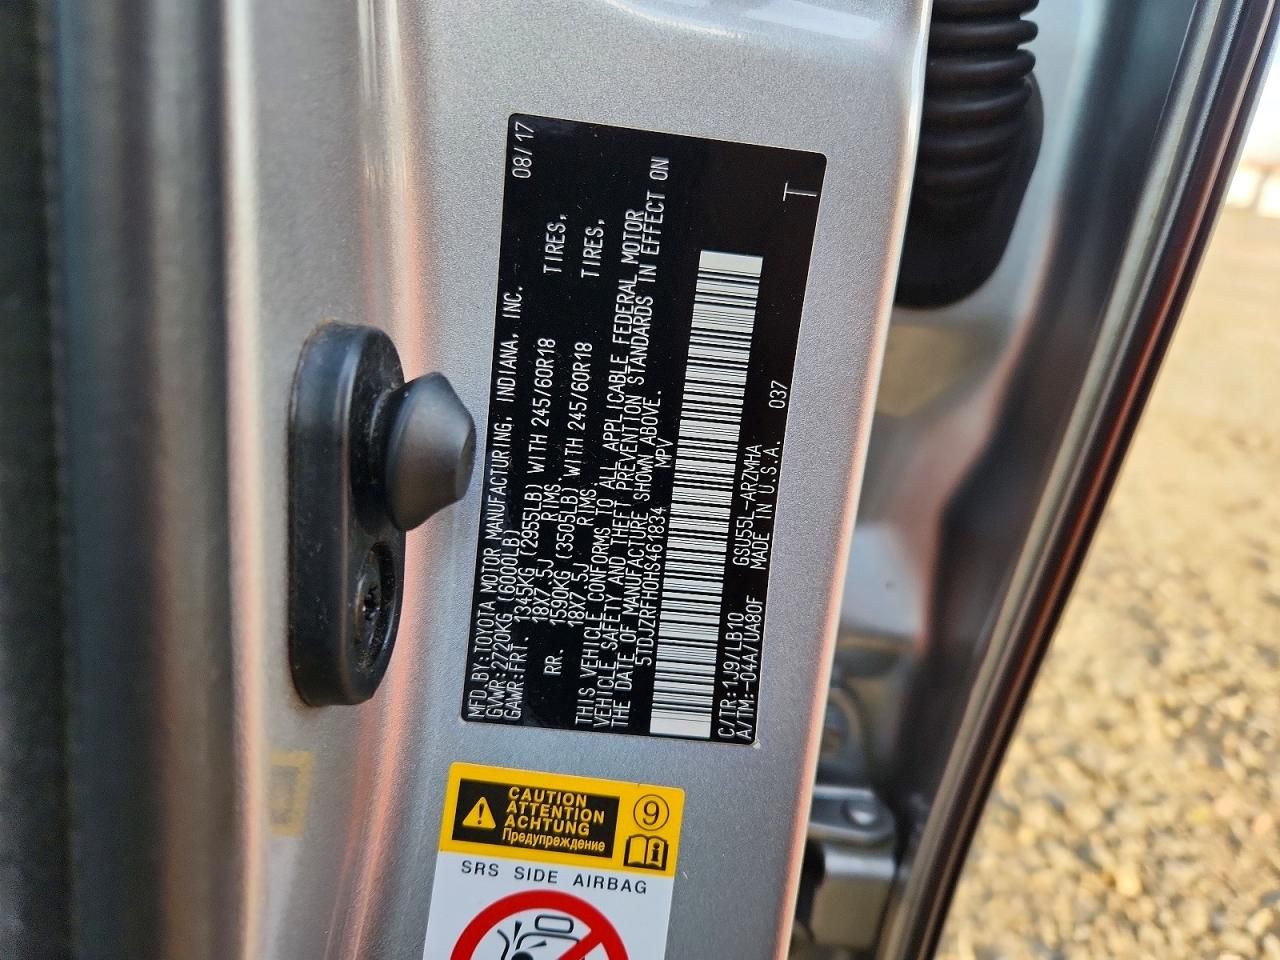 MFD.BY:TOYOTA MOTOR MANUFACTURING, INDIANA, INC. 08/17
GVWR:2720KG (6000LB)
GAWR:FRT. 1345KG (2955LB) WITH 245/60R18 TIRES,
18X7.5J RIMS.
RR. 1590KG (3505LB) WITH 245/60R18 TIRES,
18X7.5J RIMS.
THIS VEHICLE CONFORMS TO ALL APPLICABLE FEDERAL MOTOR
VEHICLE SAFETY AND THEFT PREVENTION STANDARDS IN EFFECT ON
THE DATE OF MANUFACTURE SHOWN ABOVE.
5TDJZRFH0HS461834 MPV
T
C/TR:1J9/LB10 GSU55L-ARZMHA 037
A/TM:-04A/UA80F MADE IN U.S.A.
CAUTION
ATTENTION
ACHTUNG
Предупреждение
9
i
SRS SIDE AIRBAG